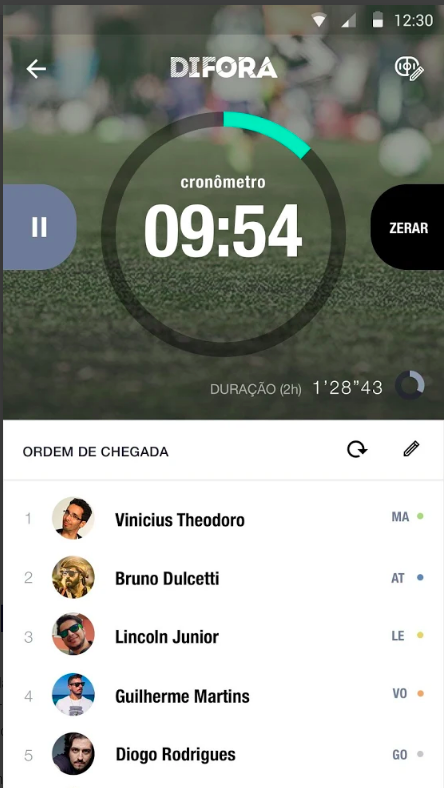 12:30
DIFORA
cronômetro
09:54
ZERAR
DURAÇÃO (2h) 1'28"43
ORDEM DE CHEGADA
1 Vinicius Theodoro MA
2 Bruno Dulcetti AT
3 Lincoln Junior LE
4 Guilherme Martins VO
5 Diogo Rodrigues GO